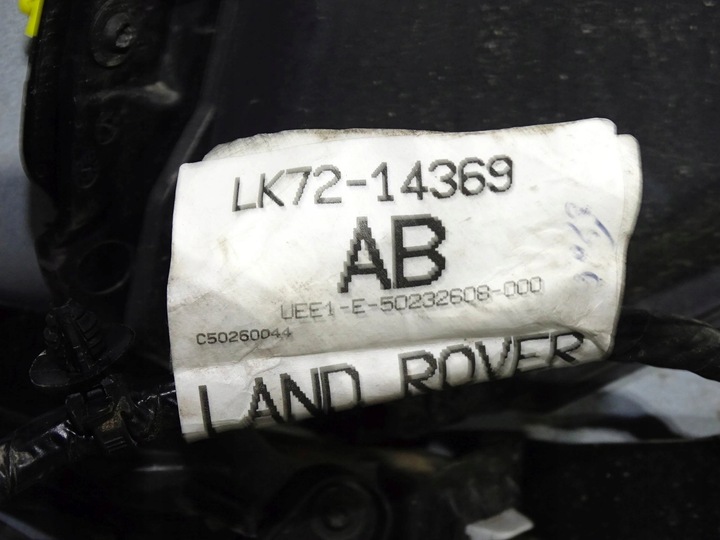 LK72-14369
AB
UEE1-E-50232608-000
C50260044
LAND ROVER